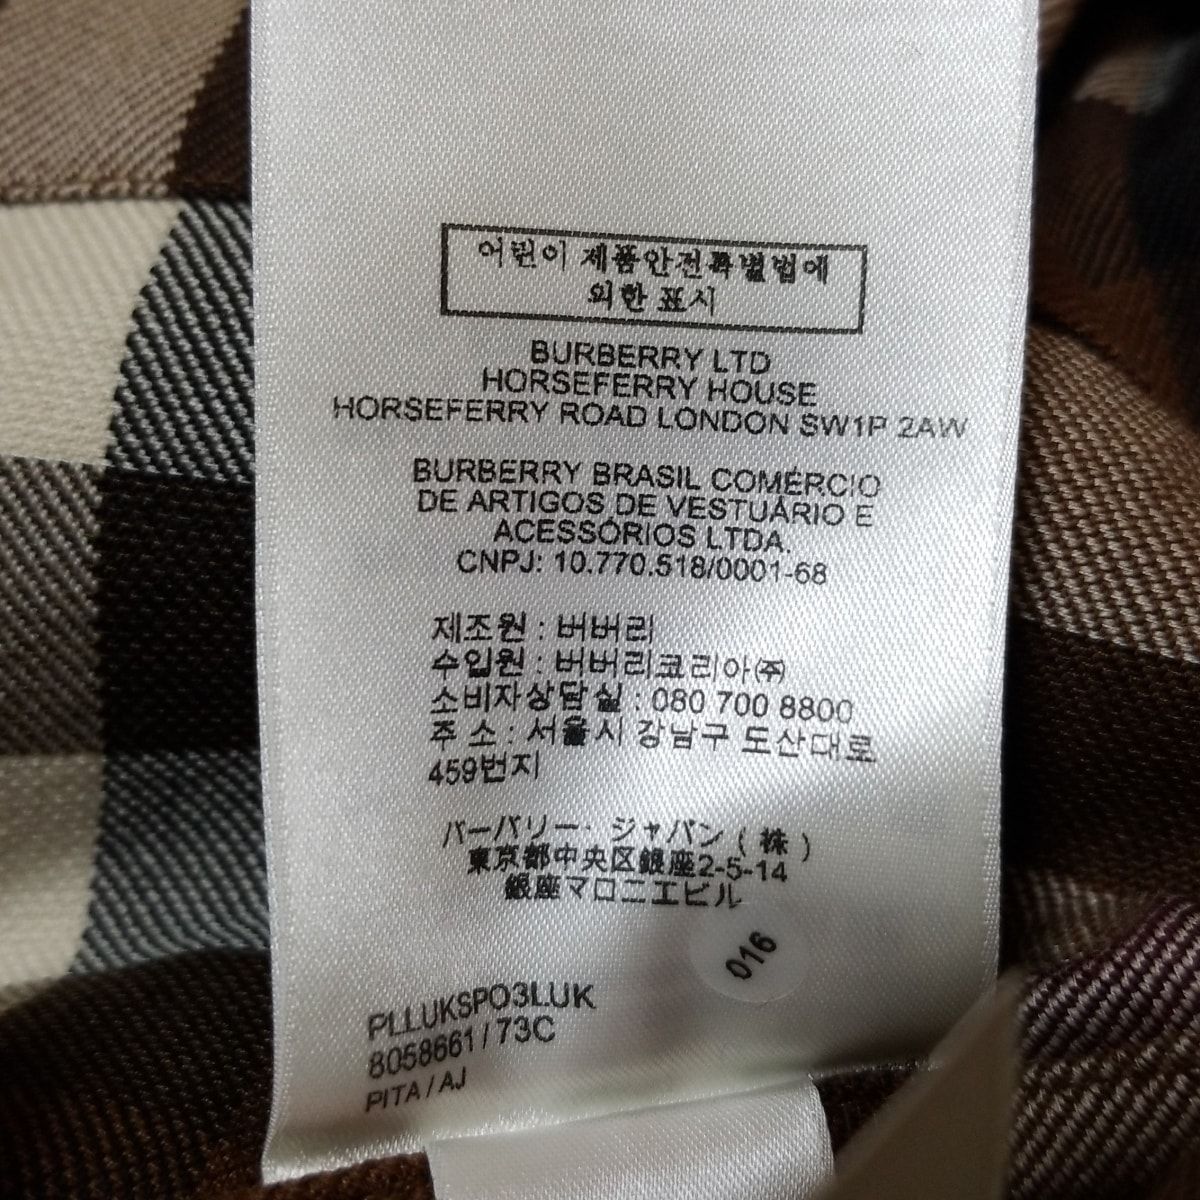 어린이 제품안전특별법에
의한 표시
BURBERRY LTD
HORSEFERRY HOUSE
HORSEFERRY ROAD LONDON SW1P 2AW
BURBERRY BRASIL COMÉRCIO
DE ARTIGOS DE VESTUÁRIO E
ACESSÓRIOS LTDA.
CNPJ: 10.770.518/0001-68
제조원 : 버버리
수입원 : 버버리코리아㈜
소비자상담실 : 080 700 8800
주 소 : 서울시 강남구 도산대로
459번지
バーバリー・ジャパン(株)
東京都中央区銀座2-5-14
銀座マロニエビル
016
PLLUKSPO3LUK
8058661 / 73C
PITA / AJ